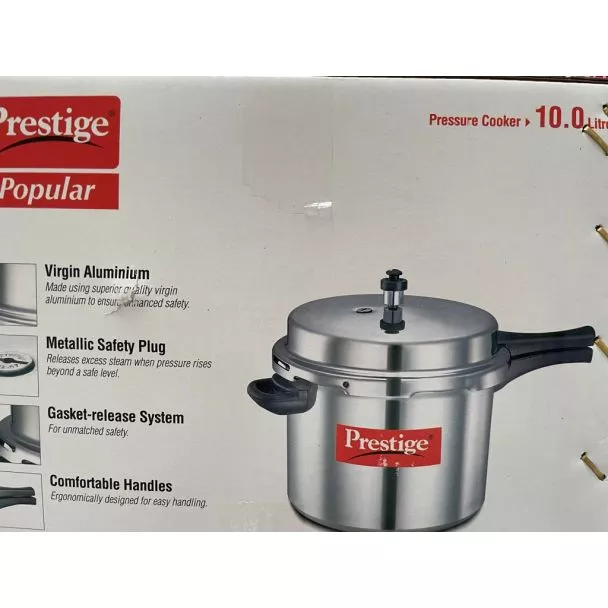 Prestige
Popular
Pressure Cooker ▸ 10.0 Litre
Virgin Aluminium
Made using superior quality virgin
aluminium to ensure enhanced safety.
Metallic Safety Plug
Releases excess steam when pressure rises
beyond a safe level.
Gasket-release System
For unmatched safety.
Comfortable Handles
Ergonomically designed for easy handling.
Prestige